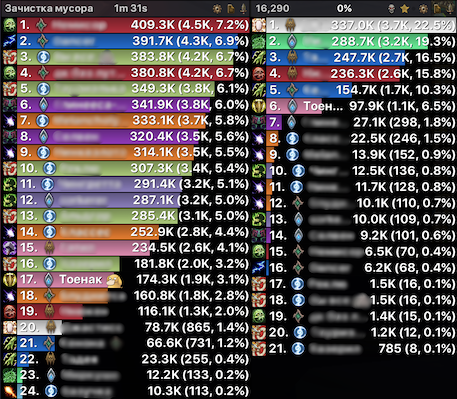 Зачистка мусора 1m 31s
1. 409.3K (4.5K, 7.2%)
2. 391.7K (4.3K, 6.9%)
3. 383.8K (4.2K, 6.7%)
4. 380.8K (4.2K, 6.7%)
5. 349.3K (3.8K, 6.1%)
6. 341.9K (3.8K, 6.0%)
7. 333.1K (3.7K, 5.8%)
8. 320.4K (3.5K, 5.6%)
9. 314.1K (3.5K, 5.5%)
10. 307.3K (3.4K, 5.4%)
11. 291.4K (3.2K, 5.1%)
12. 287.1K (3.2K, 5.0%)
13. 285.4K (3.1K, 5.0%)
14. 252.9K (2.8K, 4.4%)
15. 234.5K (2.6K, 4.1%)
16. 181.8K (2.0K, 3.2%)
17. Тоенак 174.3K (1.9K, 3.1%)
18. 160.8K (1.8K, 2.8%)
19. 116.1K (1.3K, 2.0%)
20. 78.7K (865, 1.4%)
21. 66.6K (731, 1.2%)
22. 23.3K (255, 0.4%)
23. 12.2K (133, 0.2%)
24. 10.3K (113, 0.2%)
16,290 0%
1. 337.0K (3.7K, 22.5%)
2. 288.7K (3.2K, 19.3%)
3. 247.7K (2.7K, 16.5%)
4. 236.3K (2.6K, 15.8%)
5. 154.7K (1.7K, 10.3%)
6. Тоен... 97.9K (1.1K, 6.5%)
7. 27.1K (298, 1.8%)
8. 22.5K (246, 1.5%)
9. 13.9K (152, 0.9%)
10. 12.5K (136, 0.8%)
11. 11.7K (128, 0.8%)
12. 10.1K (110, 0.7%)
13. 10.0K (109, 0.7%)
14. 9.2K (101, 0.6%)
15. 6.5K (70, 0.4%)
16. 6.2K (68, 0.4%)
17. 1.5K (16, 0.1%)
18. 1.5K (16, 0.1%)
19. 1.4K (15, 0.1%)
20. 1.2K (12, 0.1%)
21. 785 (8, 0.1%)